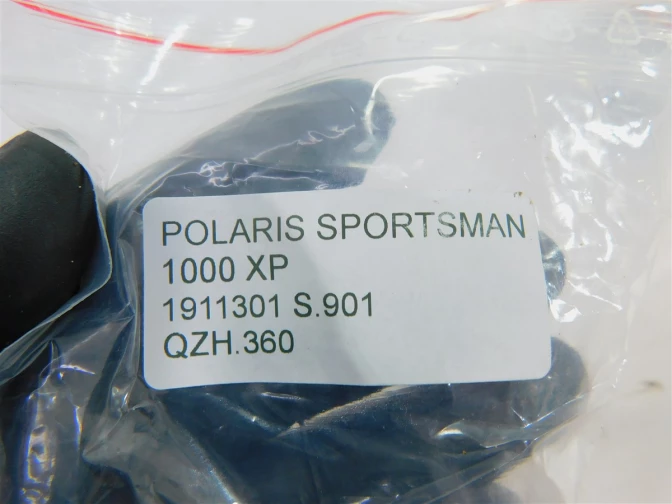 POLARIS SPORTSMAN
1000 XP
1911301 S.901
QZH.360